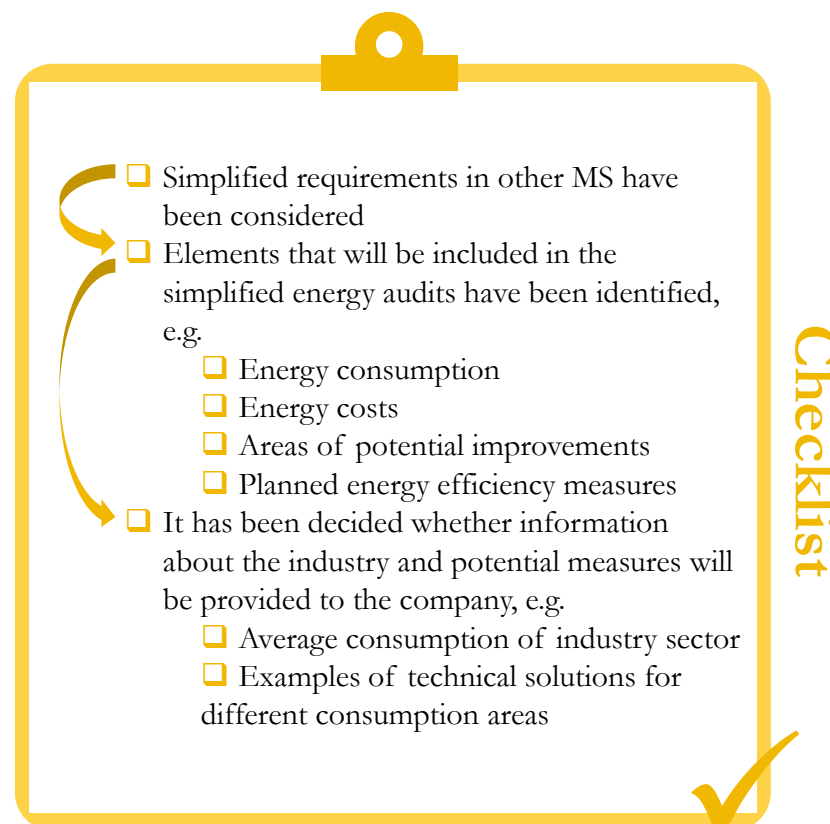 Simplified requirements in other MS have
been considered
Elements that will be included in the
simplified energy audits have been identified,
e.g.
Energy consumption
Energy costs
Areas of potential improvements
Planned energy efficiency measures
It has been decided whether information
about the industry and potential measures will
be provided to the company, e.g.
Average consumption of industry sector
Examples of technical solutions for
different consumption areas
Checklist